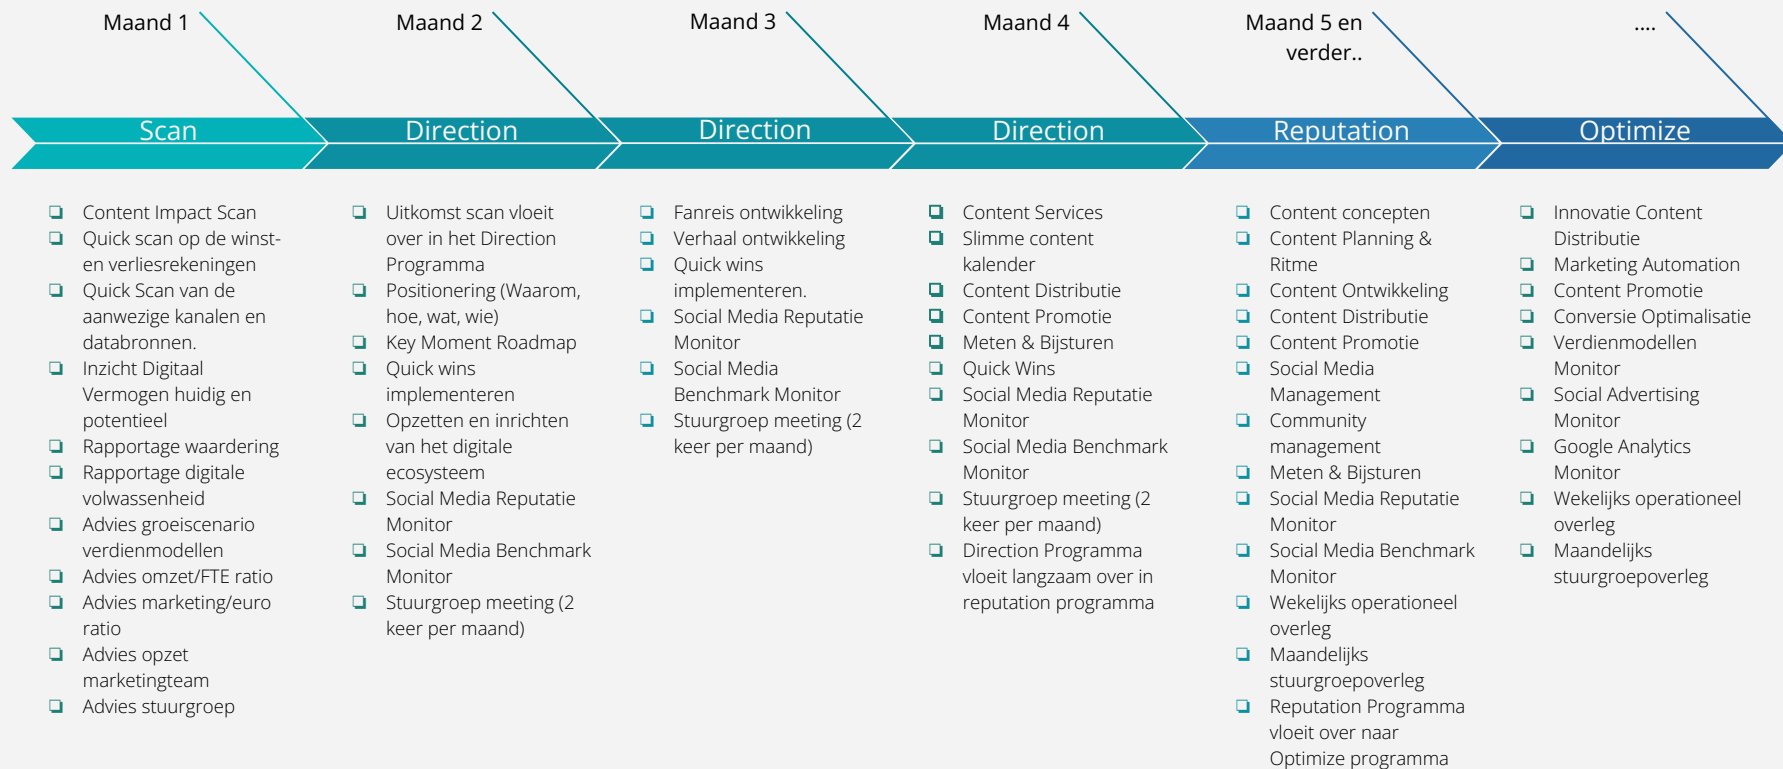 Maand 1
Maand 2
Maand 3
Maand 4
Maand 5 en
verder..
....
Scan
Direction
Direction
Direction
Reputation
Optimize
Content Impact Scan
Quick scan op de winst-
en verliesrekeningen
Quick Scan van de
aanwezige kanalen en
databronnen.
Inzicht Digitaal
Vermogen huidig en
potentieel
Rapportage waardering
Rapportage digitale
volwassenheid
Advies groeiscenario
verdienmodellen
Advies omzet/FTE ratio
Advies marketing/euro
ratio
Advies opzet
marketingteam
Advies stuurgroep
Uitkomst scan vloeit
over in het Direction
Programma
Positionering (Waarom,
hoe, wat, wie)
Key Moment Roadmap
Quick wins
implementeren
Opzetten en inrichten
van het digitale
ecosysteem
Social Media Reputatie
Monitor
Social Media Benchmark
Monitor
Stuurgroep meeting (2
keer per maand)
Fanreis ontwikkeling
Verhaal ontwikkeling
Quick wins
implementeren.
Social Media Reputatie
Monitor
Social Media
Benchmark Monitor
Stuurgroep meeting (2
keer per maand)
Content Services
Slimme content
kalender
Content Distributie
Content Promotie
Meten & Bijsturen
Quick Wins
Social Media Reputatie
Monitor
Social Media Benchmark
Monitor
Stuurgroep meeting (2
keer per maand)
Direction Programma
vloeit langzaam over in
reputation programma
Content concepten
Content Planning &
Ritme
Content Ontwikkeling
Content Distributie
Content Promotie
Social Media
Management
Community
management
Meten & Bijsturen
Social Media Reputatie
Monitor
Social Media Benchmark
Monitor
Wekelijks operationeel
overleg
Maandelijks
stuurgroepoverleg
Reputation Programma
vloeit over naar
Optimize programma
Innovatie Content
Distributie
Marketing Automation
Content Promotie
Conversie Optimalisatie
Verdienmodellen
Monitor
Social Advertising
Monitor
Google Analytics
Monitor
Wekelijks operationeel
overleg
Maandelijks
stuurgroepoverleg